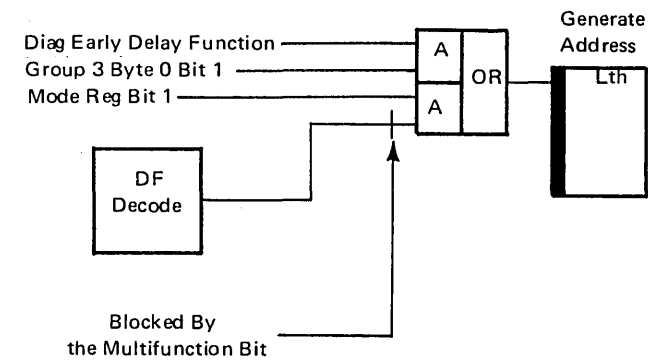 Generate
Address
Diag Early Delay Function
Group 3 Byte 0 Bit 1
Mode Reg Bit 1
A
A
OR
Lth
DF
Decode
Blocked By
the Multifunction Bit